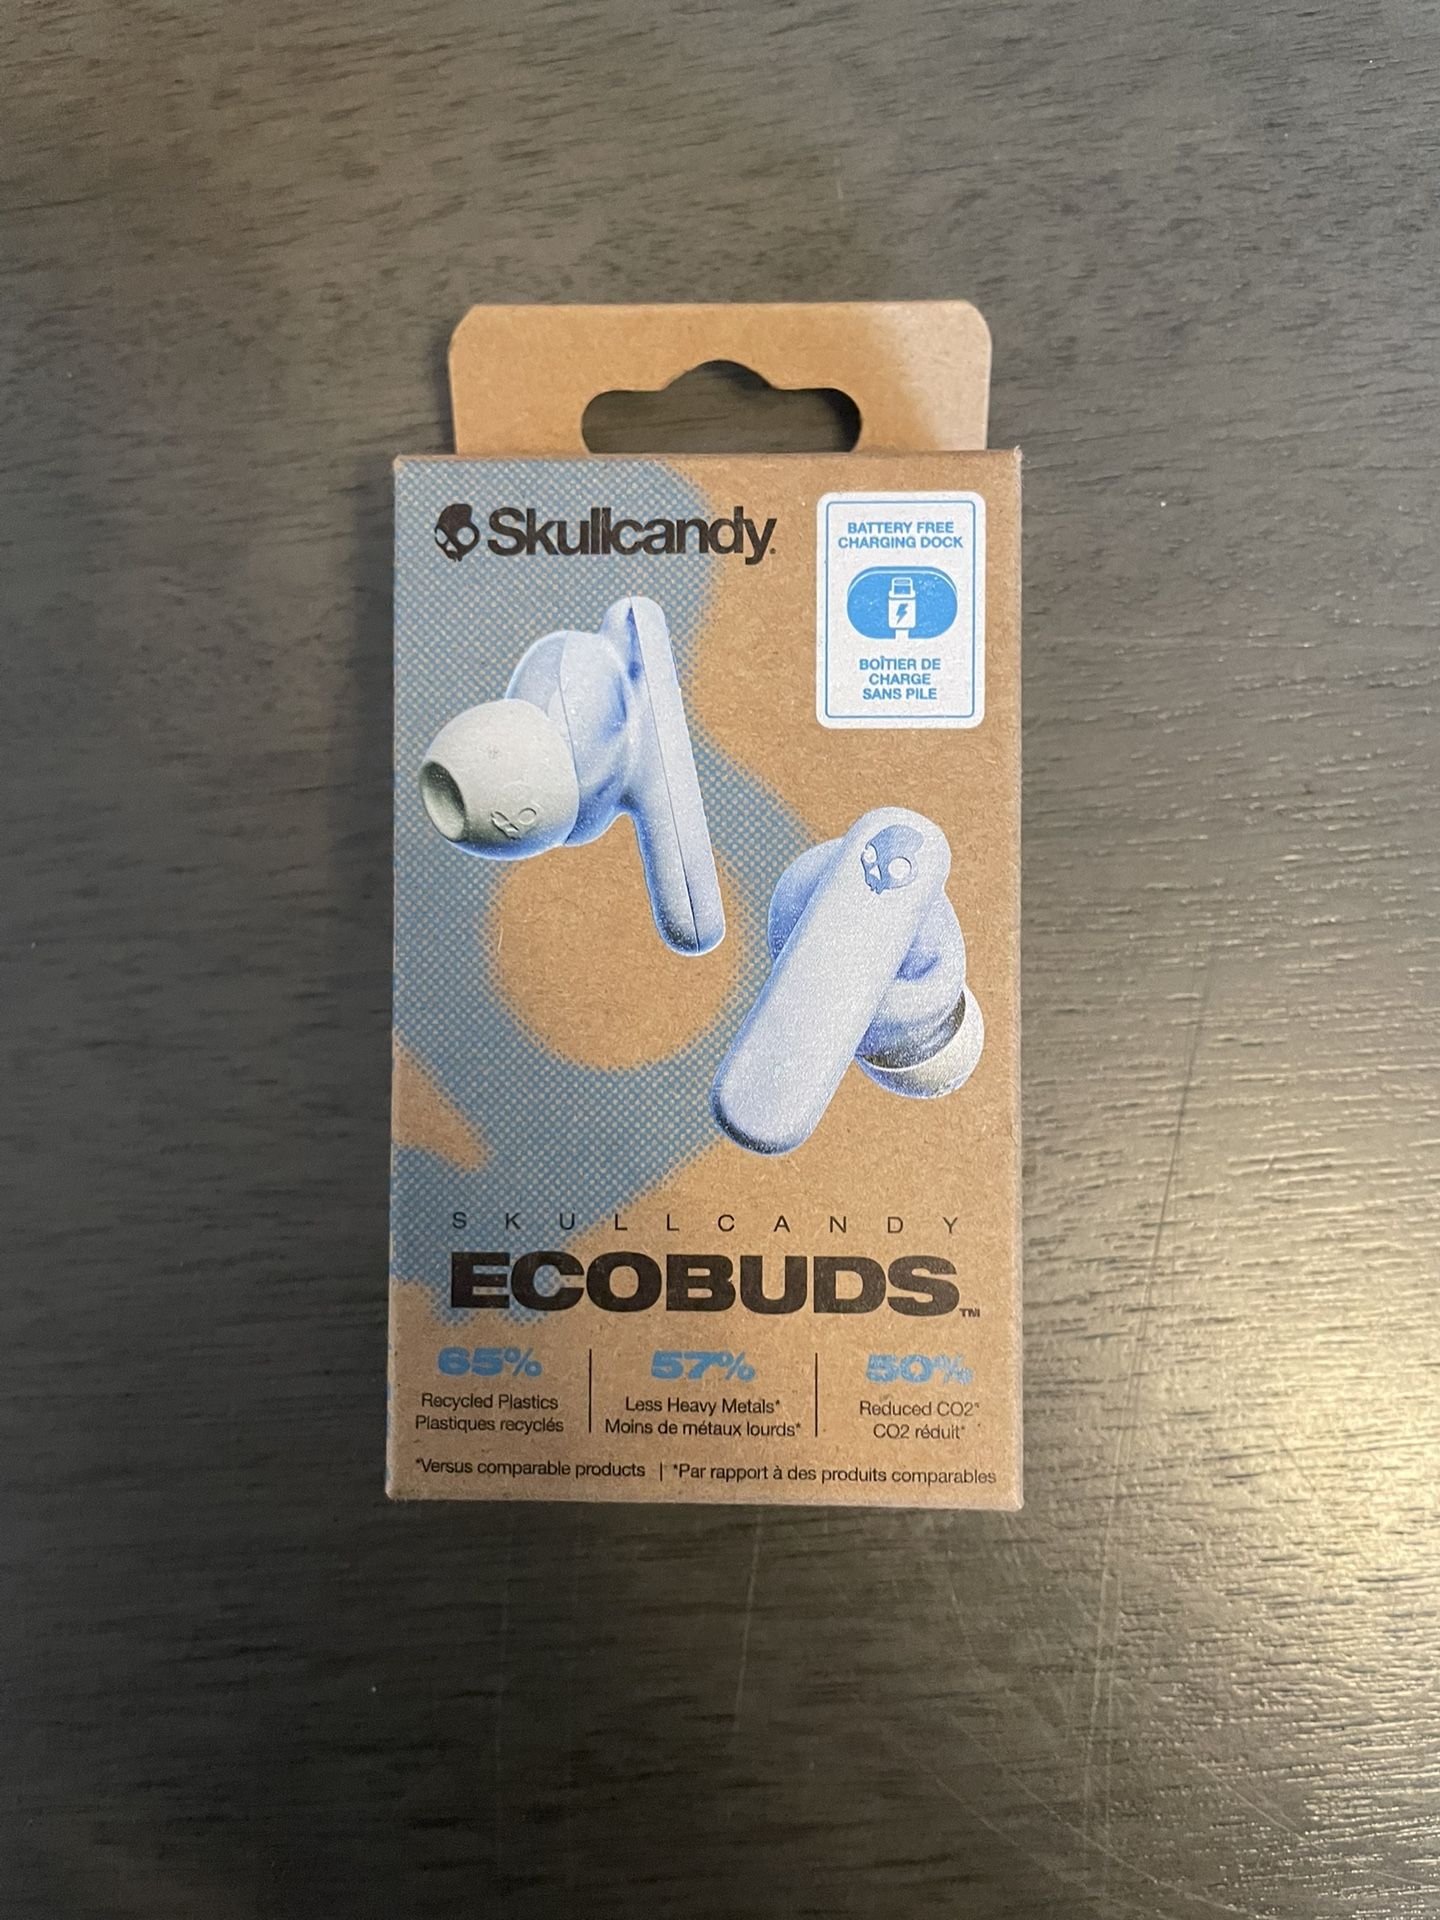 Skullcandy.
BATTERY FREE
CHARGING DOCK
BOÎTIER DE
CHARGE
SANS PILE
SKULLCANDY
ECOBUDS™
65%
Recycled Plastics
Plastiques recyclés
57%
Less Heavy Metals*
Moins de métaux lourds*
50%
Reduced CO2*
CO2 réduit*
*Versus comparable products | *Par rapport à des produits comparables